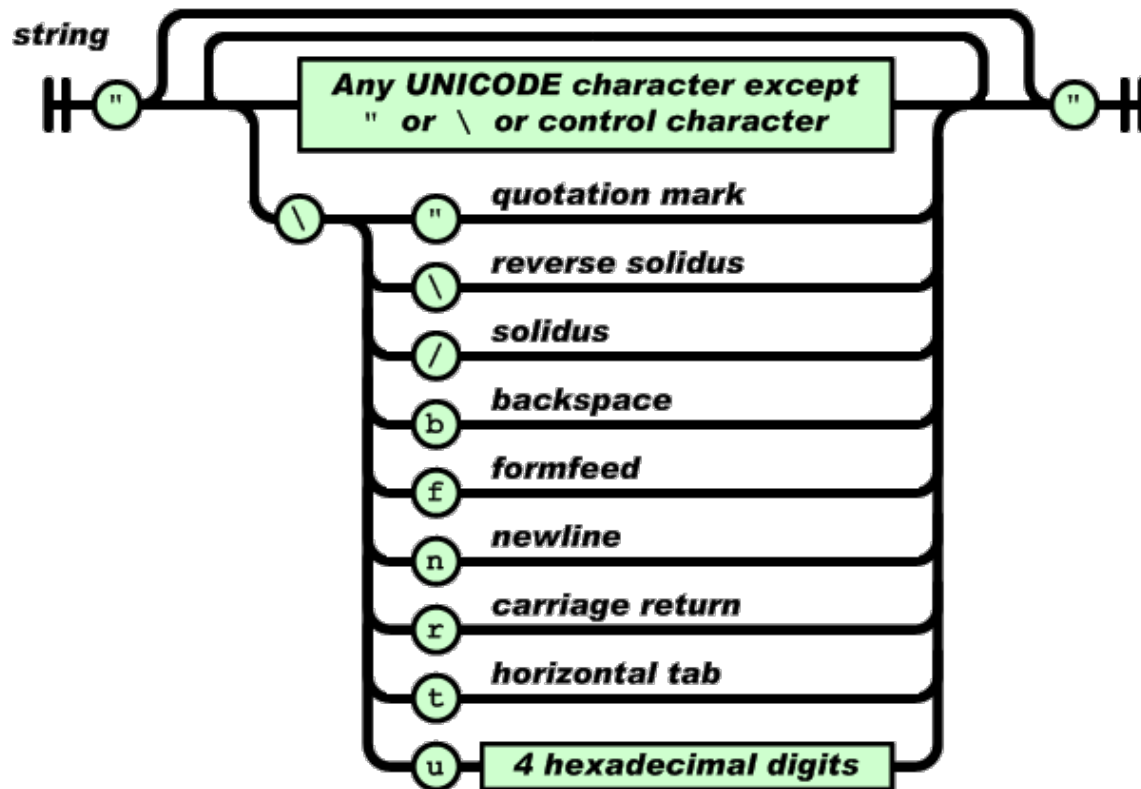 string
"
Any UNICODE character except
" or \ or control character
"
\
" quotation mark
\ reverse solidus
/ solidus
b backspace
f formfeed
n newline
r carriage return
t horizontal tab
u 4 hexadecimal digits